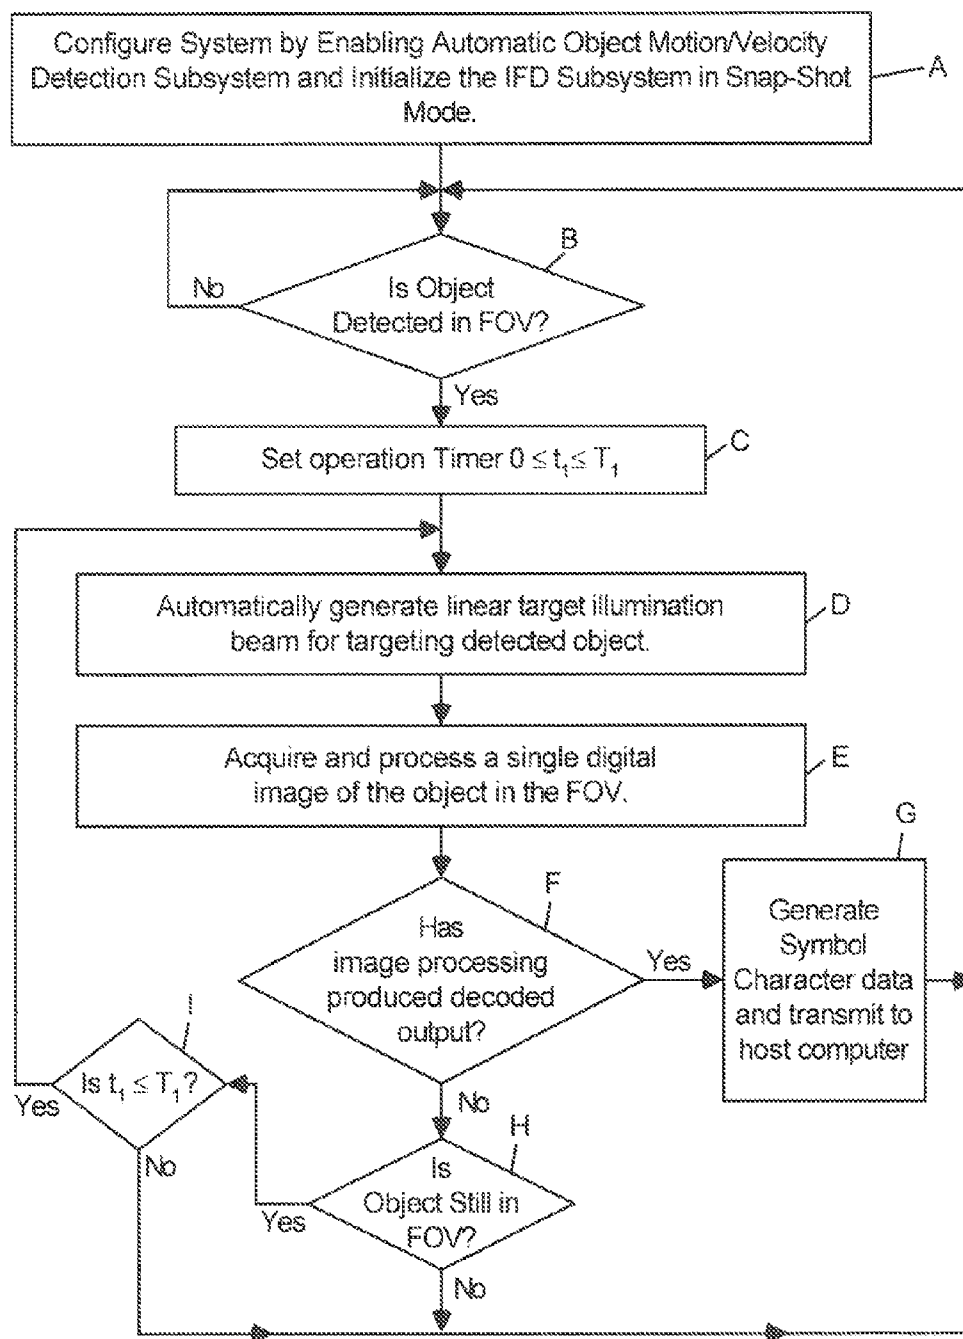 Configure System by Enabling Automatic Object Motion/Velocity
Detection Subsystem and Initialize the IFD Subsystem in Snap-Shot
Mode.
A
B
No
Is Object
Detected in FOV?
Yes
C
Set operation Timer 0 ≤ t₁ ≤ T₁
Automatically generate linear target illumination
beam for targeting detected object.
D
Acquire and process a single digital
image of the object in the FOV.
E
G
F
Has
image processing
produced decoded
output?
Yes
Generate
Symbol
Character data
and transmit to
host computer
I
Is t₁ ≤ T₁?
Yes
No
No
H
Is
Object Still in
FOV?
Yes
No